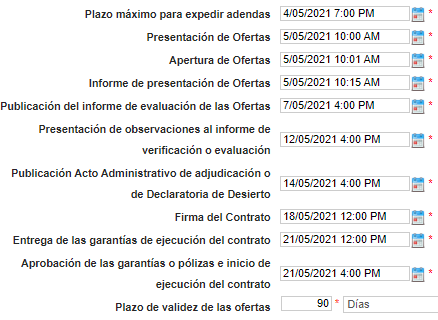 Plazo máximo para expedir adendas 4/05/2021 7:00 PM *
Presentación de Ofertas 5/05/2021 10:00 AM *
Apertura de Ofertas 5/05/2021 10:01 AM *
Informe de presentación de Ofertas 5/05/2021 10:15 AM *
Publicación del informe de evaluación de las Ofertas 7/05/2021 4:00 PM *
Presentación de observaciones al informe de
verificación o evaluación 12/05/2021 4:00 PM *
Publicación Acto Administrativo de adjudicación o
de Declaratoria de Desierto 14/05/2021 4:00 PM *
Firma del Contrato 18/05/2021 12:00 PM *
Entrega de las garantías de ejecución del contrato 21/05/2021 12:00 PM *
Aprobación de las garantías o pólizas e inicio de
ejecución del contrato 21/05/2021 4:00 PM *
Plazo de validez de las ofertas 90 * Días